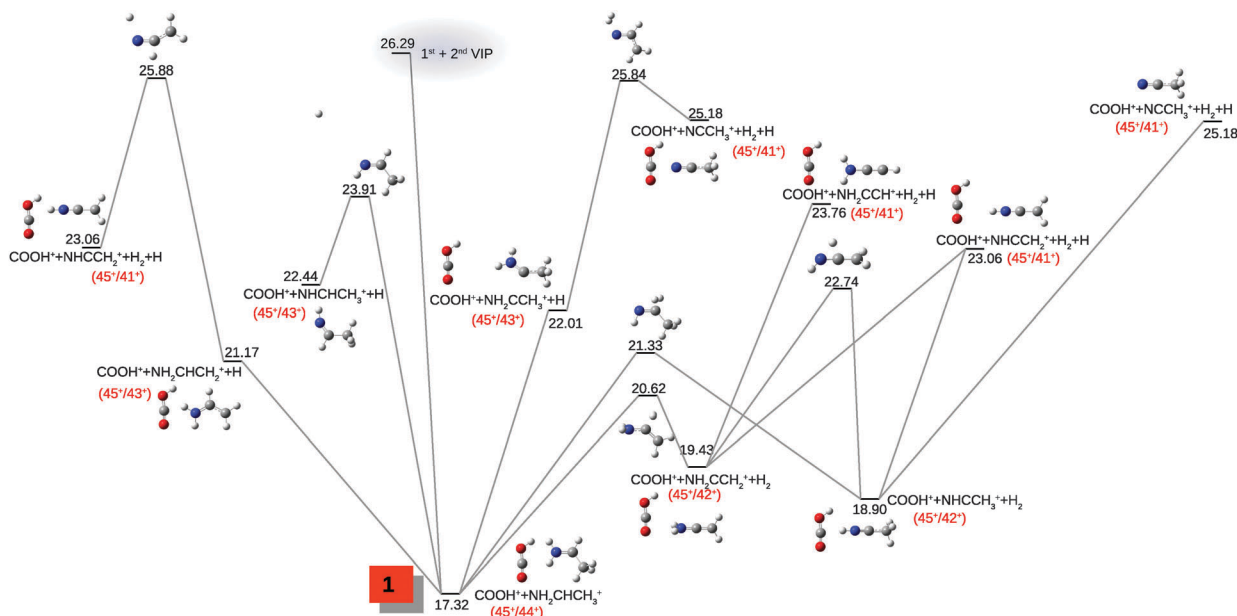 26.29
1st + 2nd VIP
25.88
25.84
25.18
COOH⁺+NCCH₃⁺+H₂+H
(45⁺/41⁺)
COOH⁺+NCCH₃⁺+H₂+H
(45⁺/41⁺)
25.18
23.91
COOH⁺+NH₂CCH⁺+H₂+H
23.76 (45⁺/41⁺)
23.06
COOH⁺+NHCCH₂⁺+H₂+H
(45⁺/41⁺)
COOH⁺+NHCCH₂⁺+H₂+H
23.06 (45⁺/41⁺)
22.44
COOH⁺+NHCHCH₃⁺+H
(45⁺/43⁺)
COOH⁺+NH₂CCH₃⁺+H
(45⁺/43⁺)
22.01
22.74
21.33
21.17
COOH⁺+NH₂CHCH₂⁺+H
(45⁺/43⁺)
20.62
19.43
COOH⁺+NH₂CCH₂⁺+H₂
(45⁺/42⁺)
18.90
COOH⁺+NHCCH₃⁺+H₂
(45⁺/42⁺)
1
17.32
COOH⁺+NH₂CHCH₃⁺
(45⁺/44⁺)